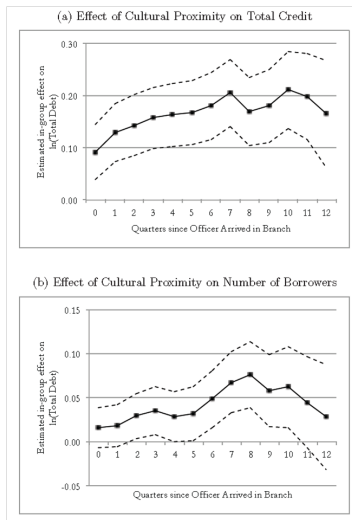 (a) Effect of Cultural Proximity on Total Credit
Estimated in-group effect on
ln(Total Debt)
0.30
0.20
0.10
0.00
0 1 2 3 4 5 6 7 8 9 10 11 12
Quarters since Officer Arrived in Branch
(b) Effect of Cultural Proximity on Number of Borrowers
Estimated in-group effect on
ln(Total Debt)
0.15
0.10
0.05
0.00
-0.05
0 1 2 3 4 5 6 7 8 9 10 11 12
Quarters since Officer Arrived in Branch